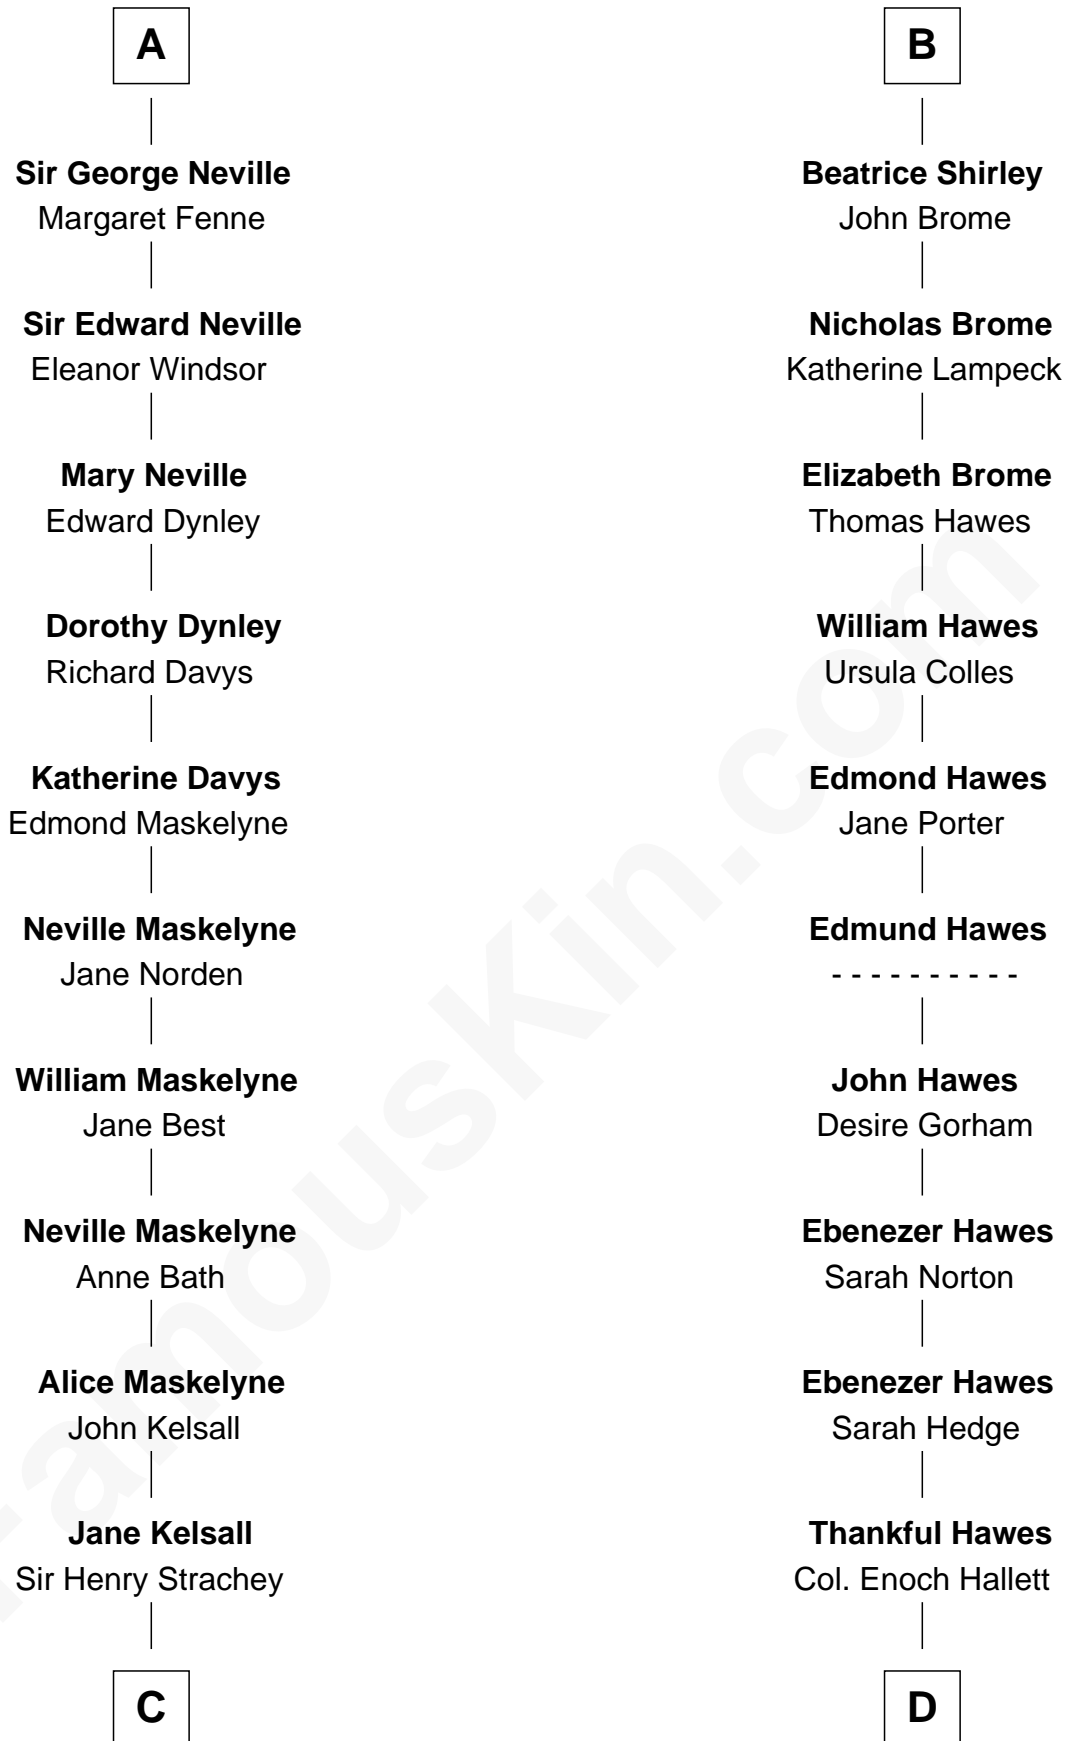 A
Sir George Neville
Margaret Fenne
Sir Edward Neville
Eleanor Windsor
Mary Neville
Edward Dynley
Dorothy Dynley
Richard Davys
Katherine Davys
Edmond Maskelyne
Neville Maskelyne
Jane Norden
William Maskelyne
Jane Best
Neville Maskelyne
Anne Bath
Alice Maskelyne
John Kelsall
Jane Kelsall
Sir Henry Strachey
C
B
Beatrice Shirley
John Brome
Nicholas Brome
Katherine Lampeck
Elizabeth Brome
Thomas Hawes
William Hawes
Ursula Colles
Edmond Hawes
Jane Porter
Edmund Hawes
- - - - - - - - - -
John Hawes
Desire Gorham
Ebenezer Hawes
Sarah Norton
Ebenezer Hawes
Sarah Hedge
Thankful Hawes
Col. Enoch Hallett
D
FamousKin.com